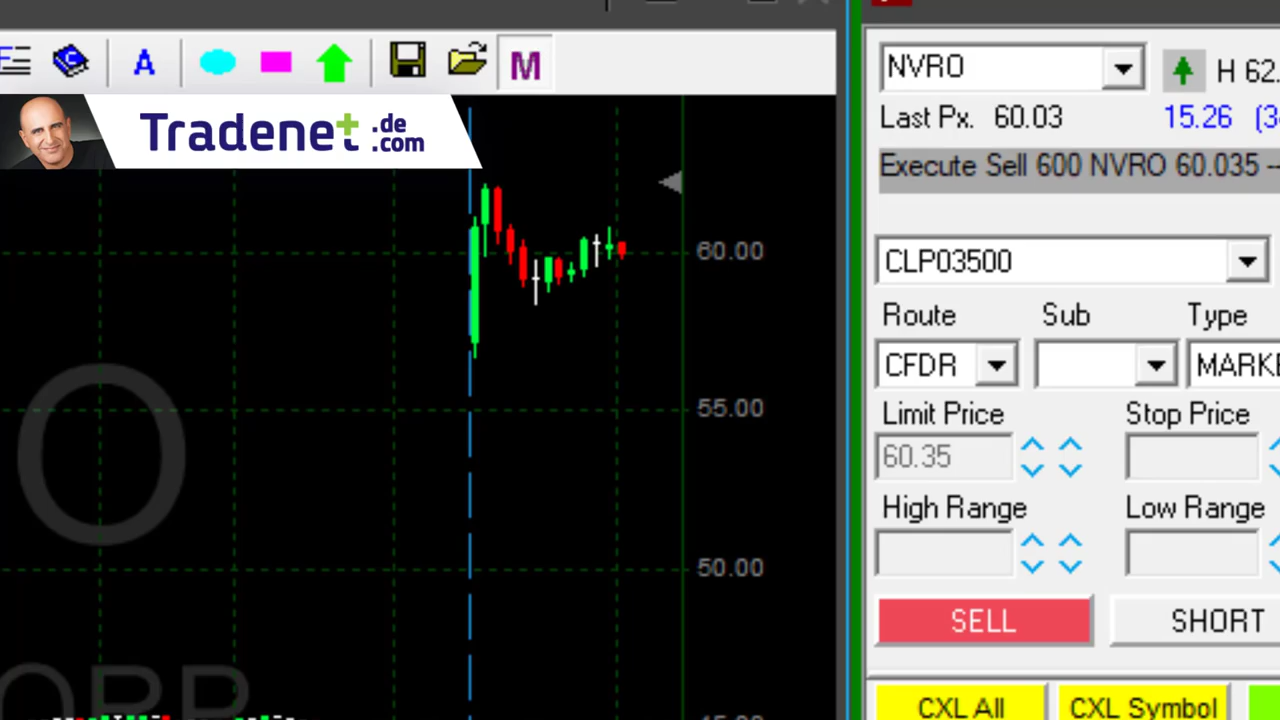 A
M
Tradenet .de
.com
60.00
55.00
50.00
O
NVRO
H 62.
Last Px. 60.03
15.26
Execute Sell 600 NVRO 60.035 --
CLP03500
Route
Sub
Type
CFDR
MARKE
Limit Price
Stop Price
60.35
High Range
Low Range
SELL
SHORT
CXL All
CXL Symbol